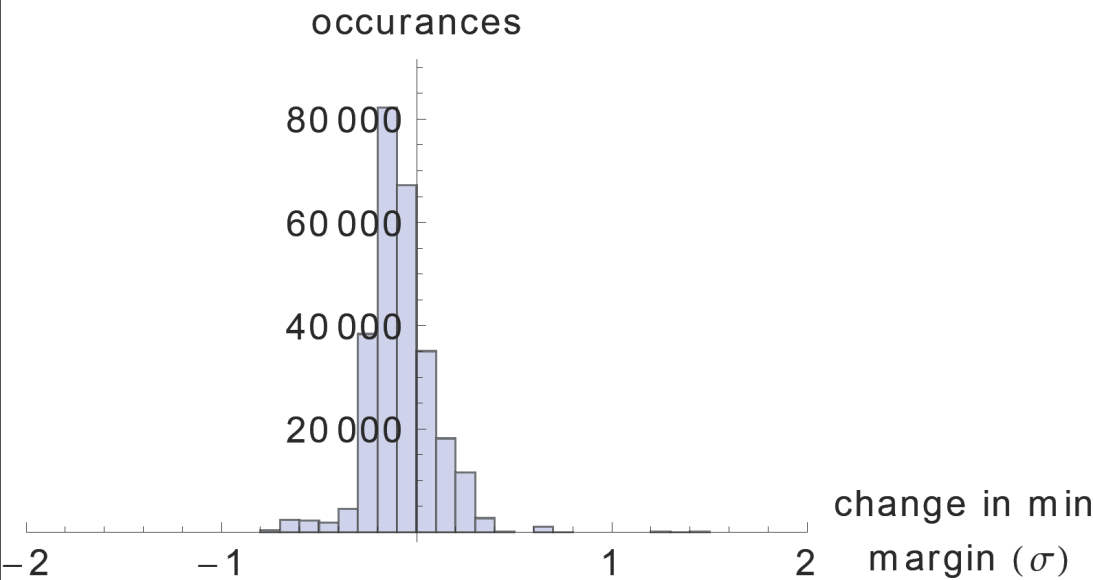 occurances
80 000
60 000
40 000
20 000
change in min
margin (σ)
−2
−1
1
2